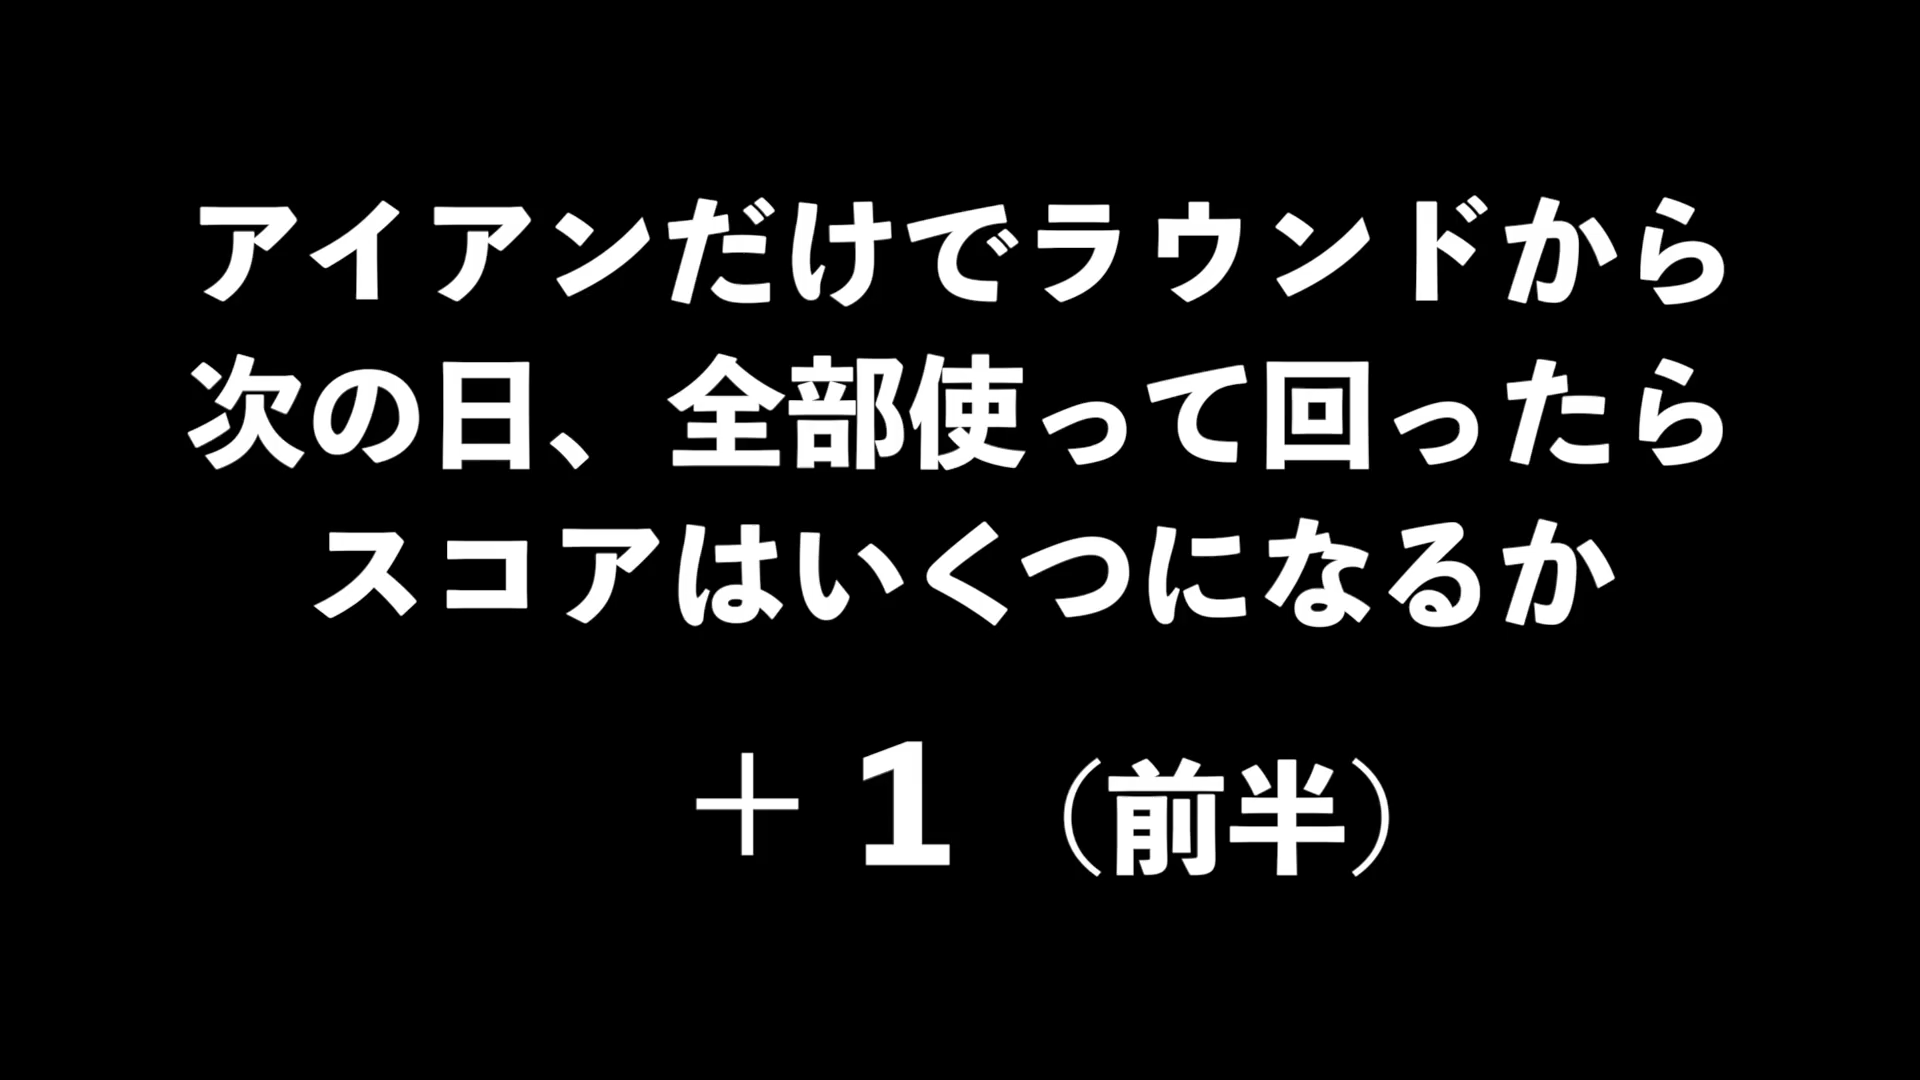 アイアンだけでラウンドから
次の日、全部使って回ったら
スコアはいくつになるか
＋1（前半）